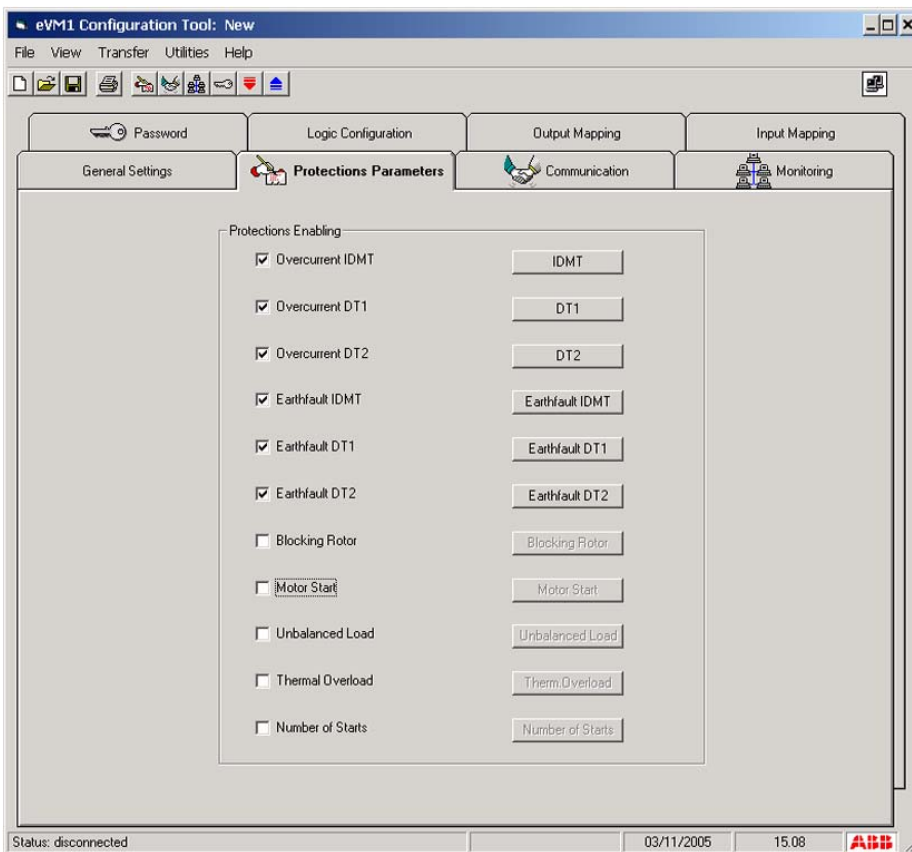 eVM1 Configuration Tool: New
File View Transfer Utilities Help
Password Logic Configuration Output Mapping Input Mapping
General Settings Protections Parameters Communication Monitoring
Protections Enabling
Overcurrent IDMT IDMT
Overcurrent DT1 DT1
Overcurrent DT2 DT2
Earthfault IDMT Earthfault IDMT
Earthfault DT1 Earthfault DT1
Earthfault DT2 Earthfault DT2
Blocking Rotor Blocking Rotor
Motor Start Motor Start
Unbalanced Load Unbalanced Load
Thermal Overload Therm.Overload
Number of Starts Number of Starts
Status: disconnected 03/11/2005 15.08 ABB